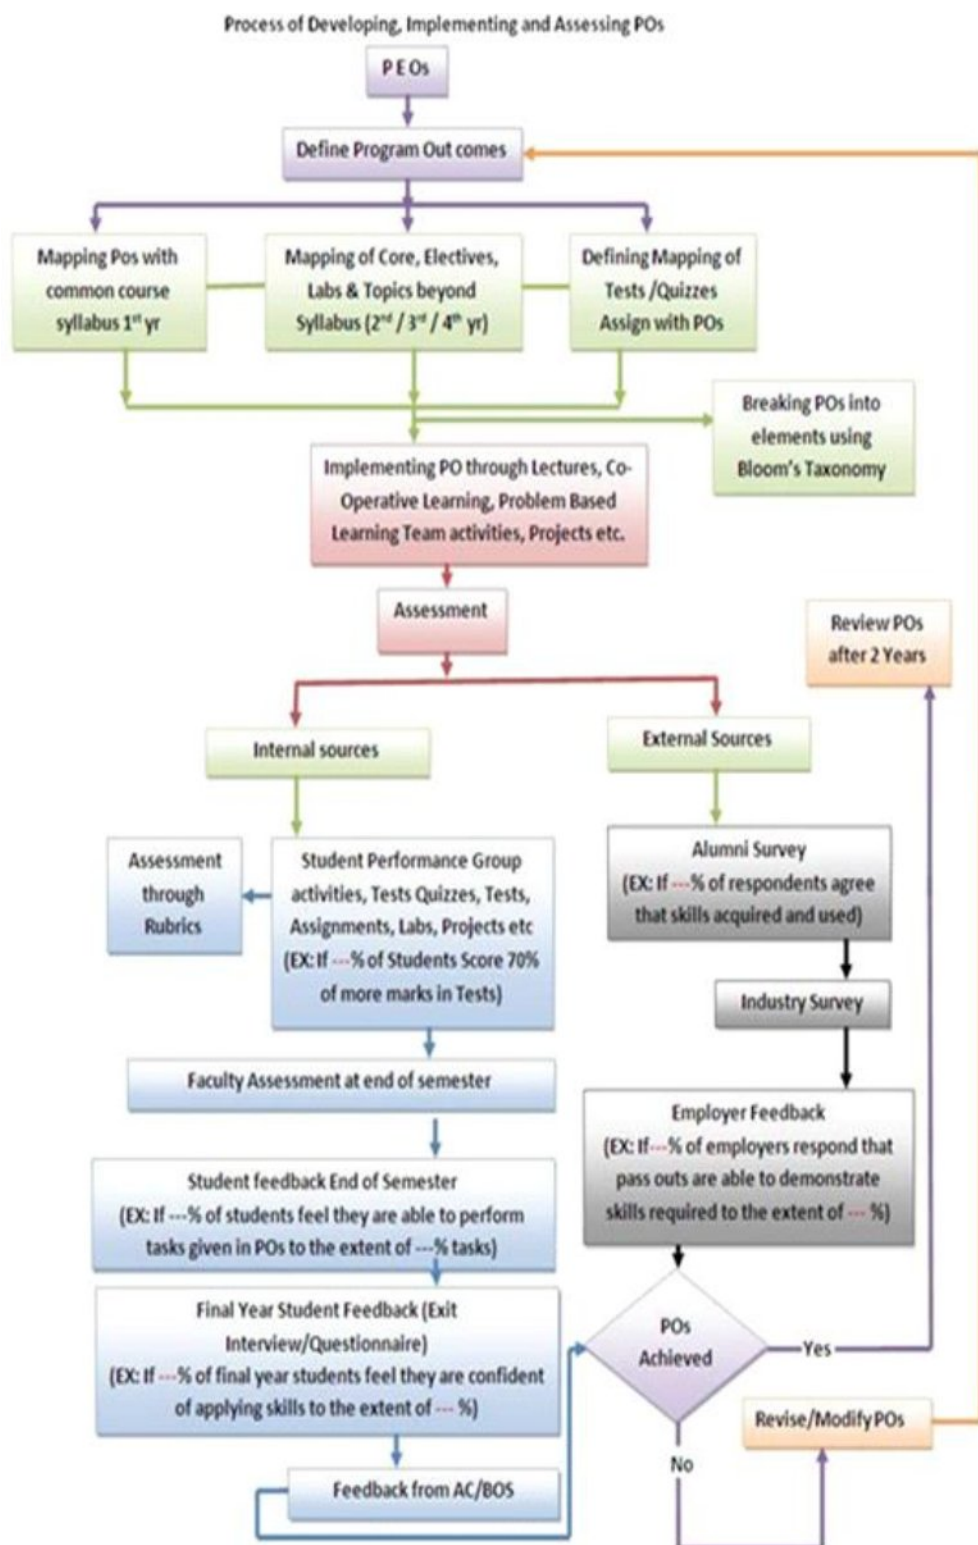 Process of Developing, Implementing and Assessing POs
P E Os
Define Program Out comes
Mapping Pos with
common course
syllabus 1st yr
Mapping of Core, Electives,
Labs & Topics beyond
Syllabus (2nd / 3rd / 4th yr)
Defining Mapping of
Tests /Quizzes
Assign with POs
Breaking POs into
elements using
Bloom's Taxonomy
Implementing PO through Lectures, Co-
Operative Learning, Problem Based
Learning Team activities, Projects etc.
Assessment
Review POs
after 2 Years
Internal sources
External Sources
Assessment
through
Rubrics
Student Performance Group
activities, Tests Quizzes, Tests,
Assignments, Labs, Projects etc
(EX: If ---% of Students Score 70%
of more marks in Tests)
Alumni Survey
(EX: If ---% of respondents agree
that skills acquired and used)
Industry Survey
Faculty Assessment at end of semester
Employer Feedback
(EX: If---% of employers respond that
pass outs are able to demonstrate
skills required to the extent of --- %)
Student feedback End of Semester
(EX: If ---% of students feel they are able to perform
tasks given in POs to the extent of ---% tasks)
Final Year Student Feedback (Exit
Interview/Questionnaire)
(EX: If ---% of final year students feel they are confident
of applying skills to the extent of --- %)
POs
Achieved
Yes
Revise/Modify POs
No
Feedback from AC/BOS